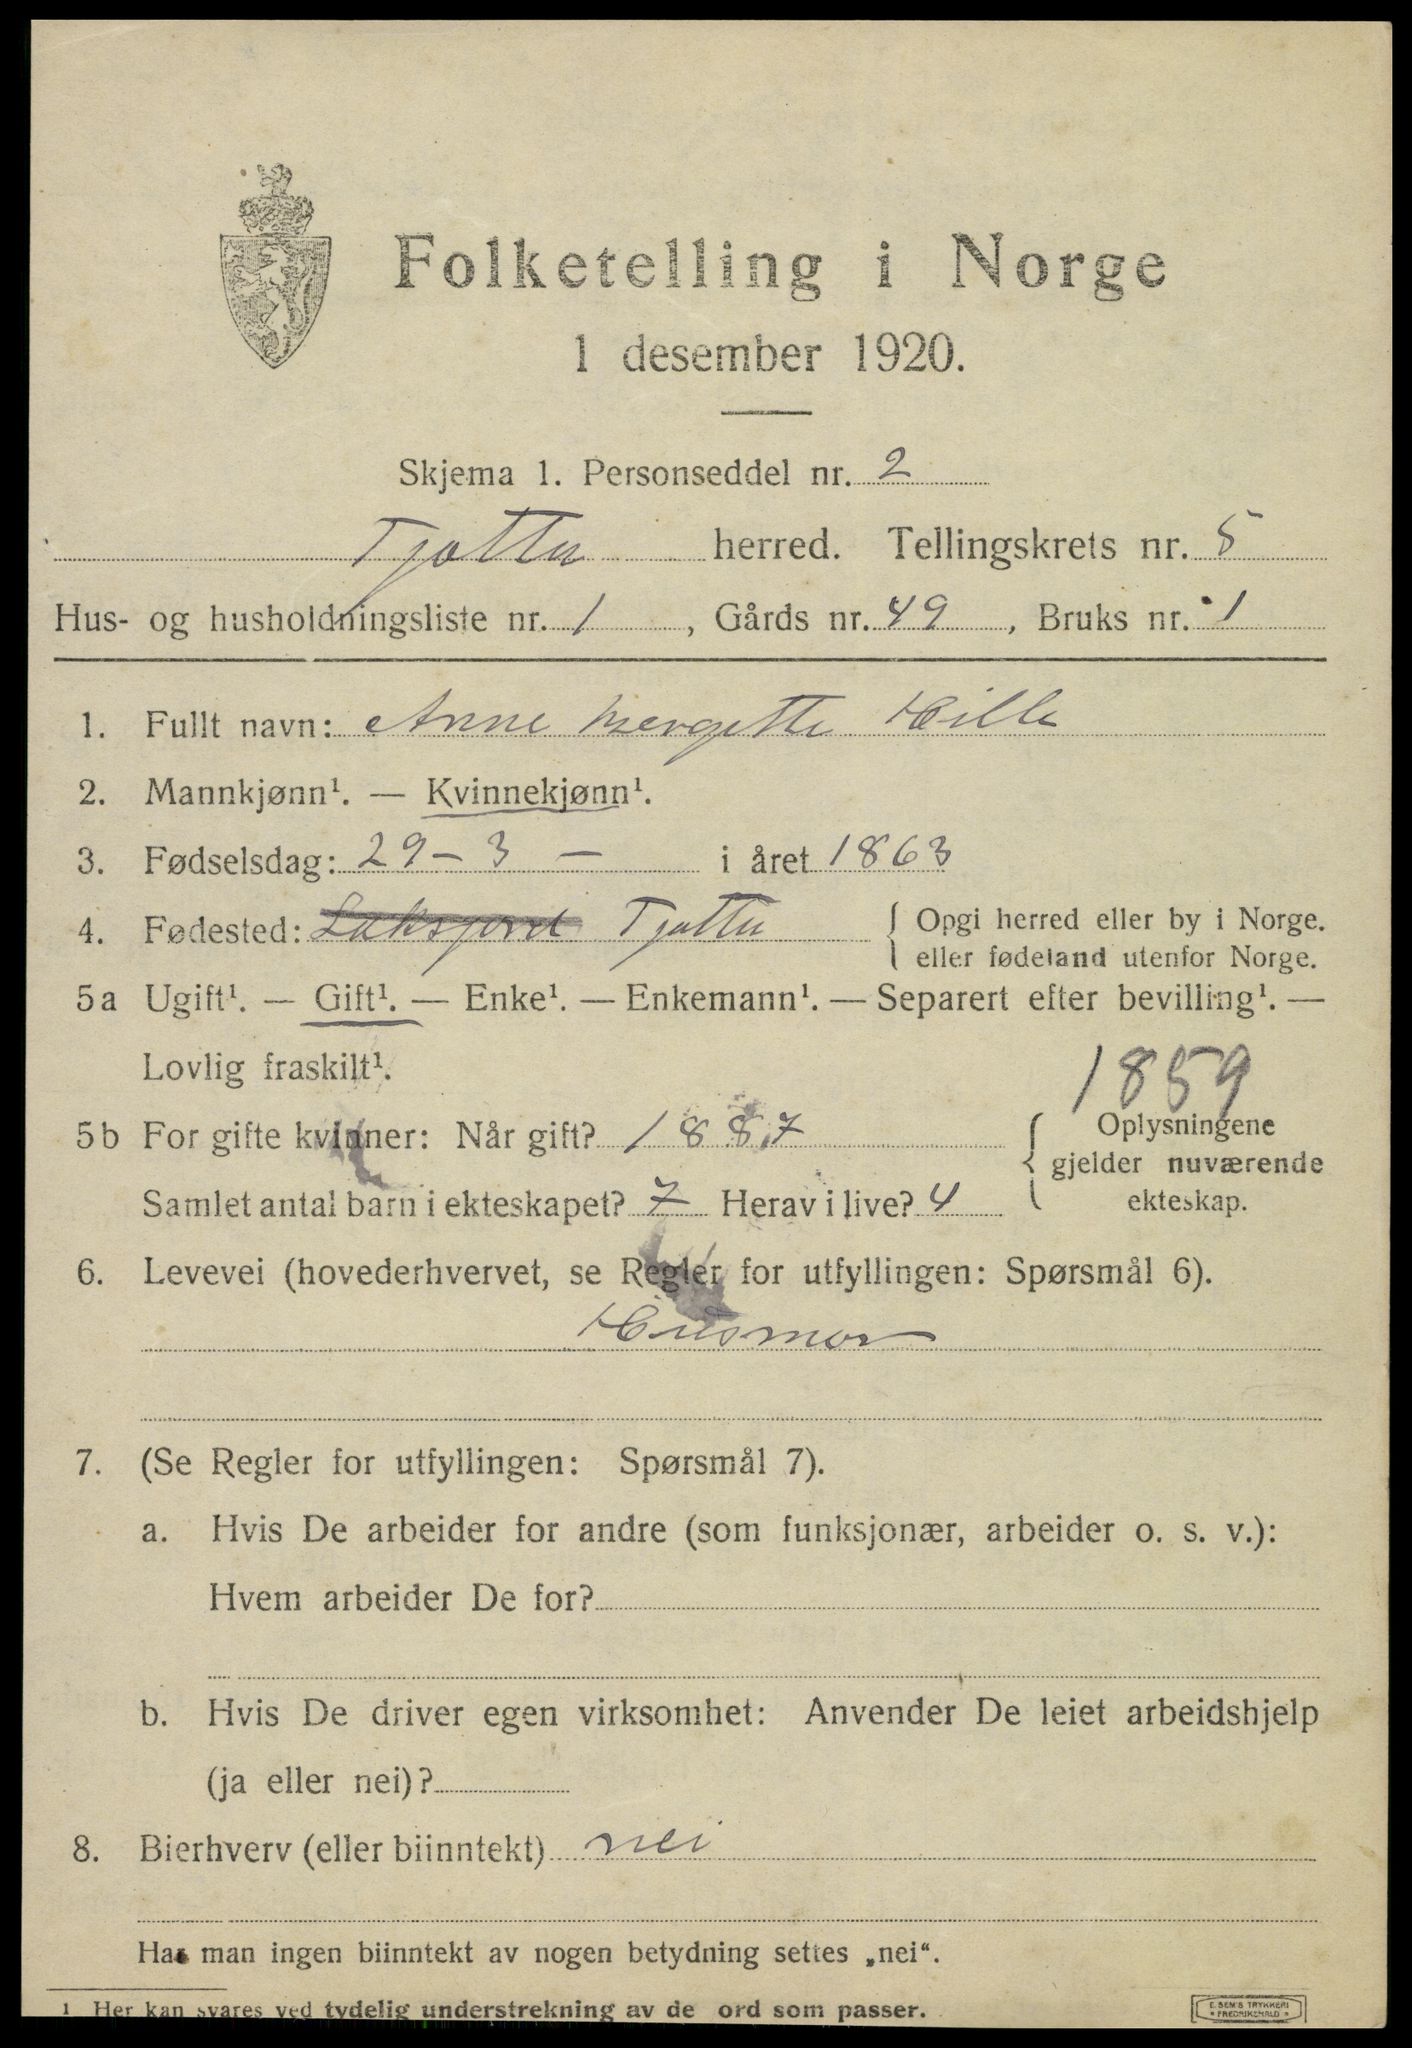 Folketelling i Norge
1 desember 1920.
Skjema 1. Personseddel nr. 2
Tjøtta herred. Tellingskrets nr. 5
Hus- og husholdningsliste nr. 1, Gårds nr. 49, Bruks nr. 1
1. Fullt navn: Anne Mergette Hille
2. Mannkjønn¹. — Kvinnekjønn¹.
3. Fødselsdag: 29 - 3 - i året 1863
4. Fødested: Tjøtta { Opgi herred eller by i Norge.
eller fødeland utenfor Norge.
5a Ugift¹. — Gift¹. — Enke¹. — Enkemann¹. — Separert efter bevilling¹. —
Lovlig fraskilt¹.
1859
5b For gifte kvinner: Når gift? 1887 { Oplysningene
gjelder nuværende
Samlet antal barn i ekteskapet? 7 Herav i live? 4 ekteskap.
6. Levevei (hovederhvervet, se Regler for utfyllingen: Spørsmål 6).
Husmor
7. (Se Regler for utfyllingen: Spørsmål 7).
a. Hvis De arbeider for andre (som funksjonær, arbeider o. s. v.):
Hvem arbeider De for?
b. Hvis De driver egen virksomhet: Anvender De leiet arbeidshjelp
(ja eller nei)?
8. Bierhverv (eller biinntekt) nei
Har man ingen biinntekt av nogen betydning settes „nei“.
¹ Her kan svares ved tydelig understrekning av de ord som passer.
E. SEM'S TRYKKERI
FREDRIKSHALD